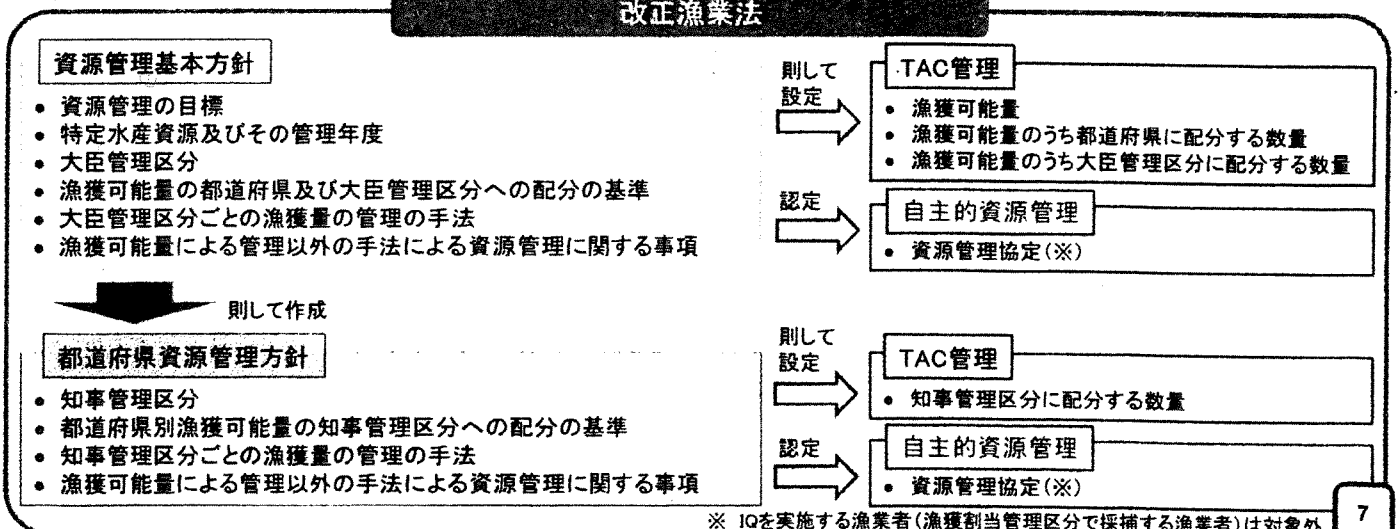 改正漁業法
資源管理基本方針
• 資源管理の目標
• 特定水産資源及びその管理年度
• 大臣管理区分
• 漁獲可能量の都道府県及び大臣管理区分への配分の基準
• 大臣管理区分ごとの漁獲量の管理の手法
• 漁獲可能量による管理以外の手法による資源管理に関する事項
則して
設定
TAC管理
• 漁獲可能量
• 漁獲可能量のうち都道府県に配分する数量
• 漁獲可能量のうち大臣管理区分に配分する数量
認定
自主的資源管理
• 資源管理協定(※)
則して作成
都道府県資源管理方針
• 知事管理区分
• 都道府県別漁獲可能量の知事管理区分への配分の基準
• 知事管理区分ごとの漁獲量の管理の手法
• 漁獲可能量による管理以外の手法による資源管理に関する事項
則して
設定
TAC管理
• 知事管理区分に配分する数量
認定
自主的資源管理
• 資源管理協定(※)
※ IQを実施する漁業者(漁獲割当管理区分で採捕する漁業者)は対象外
7